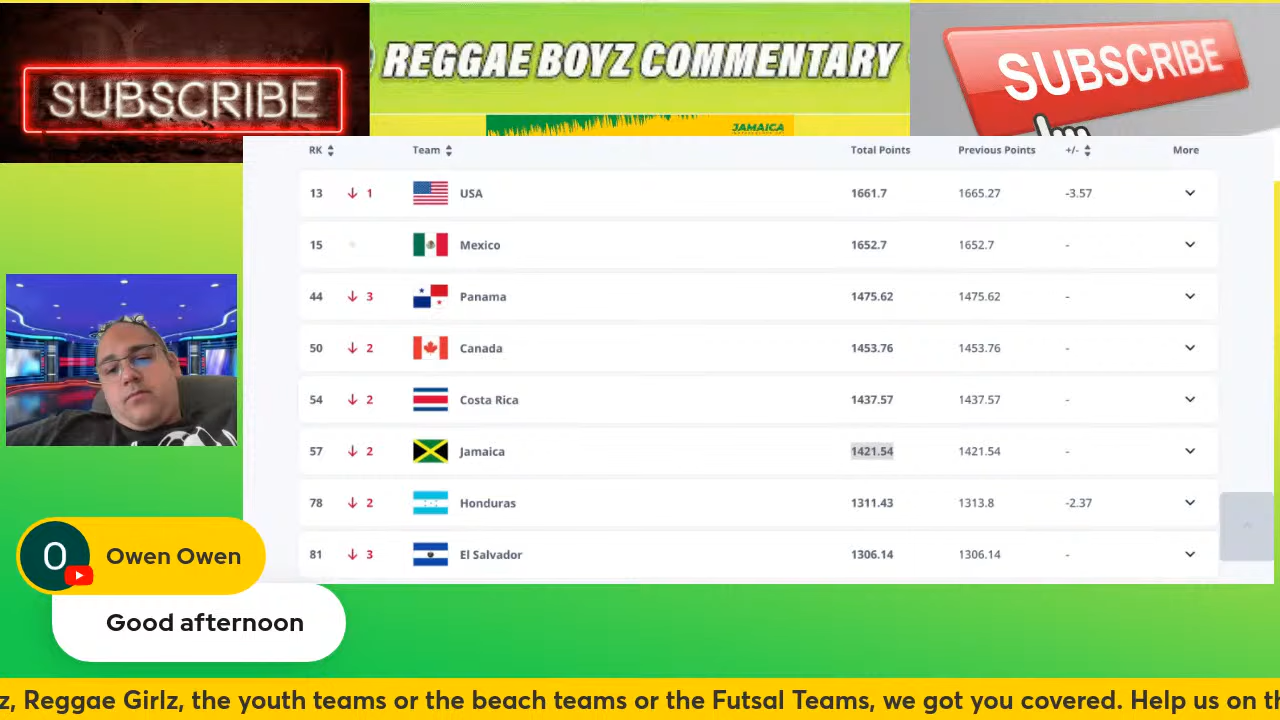 SUBSCRIBE
REGGAE BOYZ COMMENTARY
SUBSCRIBE
JAMAICA
RK Team Total Points Previous Points +/- More
13 1 USA 1661.7 1665.27 -3.57
15 Mexico 1652.7 1652.7 -
44 3 Panama 1475.62 1475.62 -
50 2 Canada 1453.76 1453.76 -
54 2 Costa Rica 1437.57 1437.57 -
57 2 Jamaica 1421.54 1421.54 -
78 2 Honduras 1311.43 1313.8 -2.37
81 3 El Salvador 1306.14 1306.14 -
O Owen Owen
Good afternoon
z, Reggae Girlz, the youth teams or the beach teams or the Futsal Teams, we got you covered. Help us on th